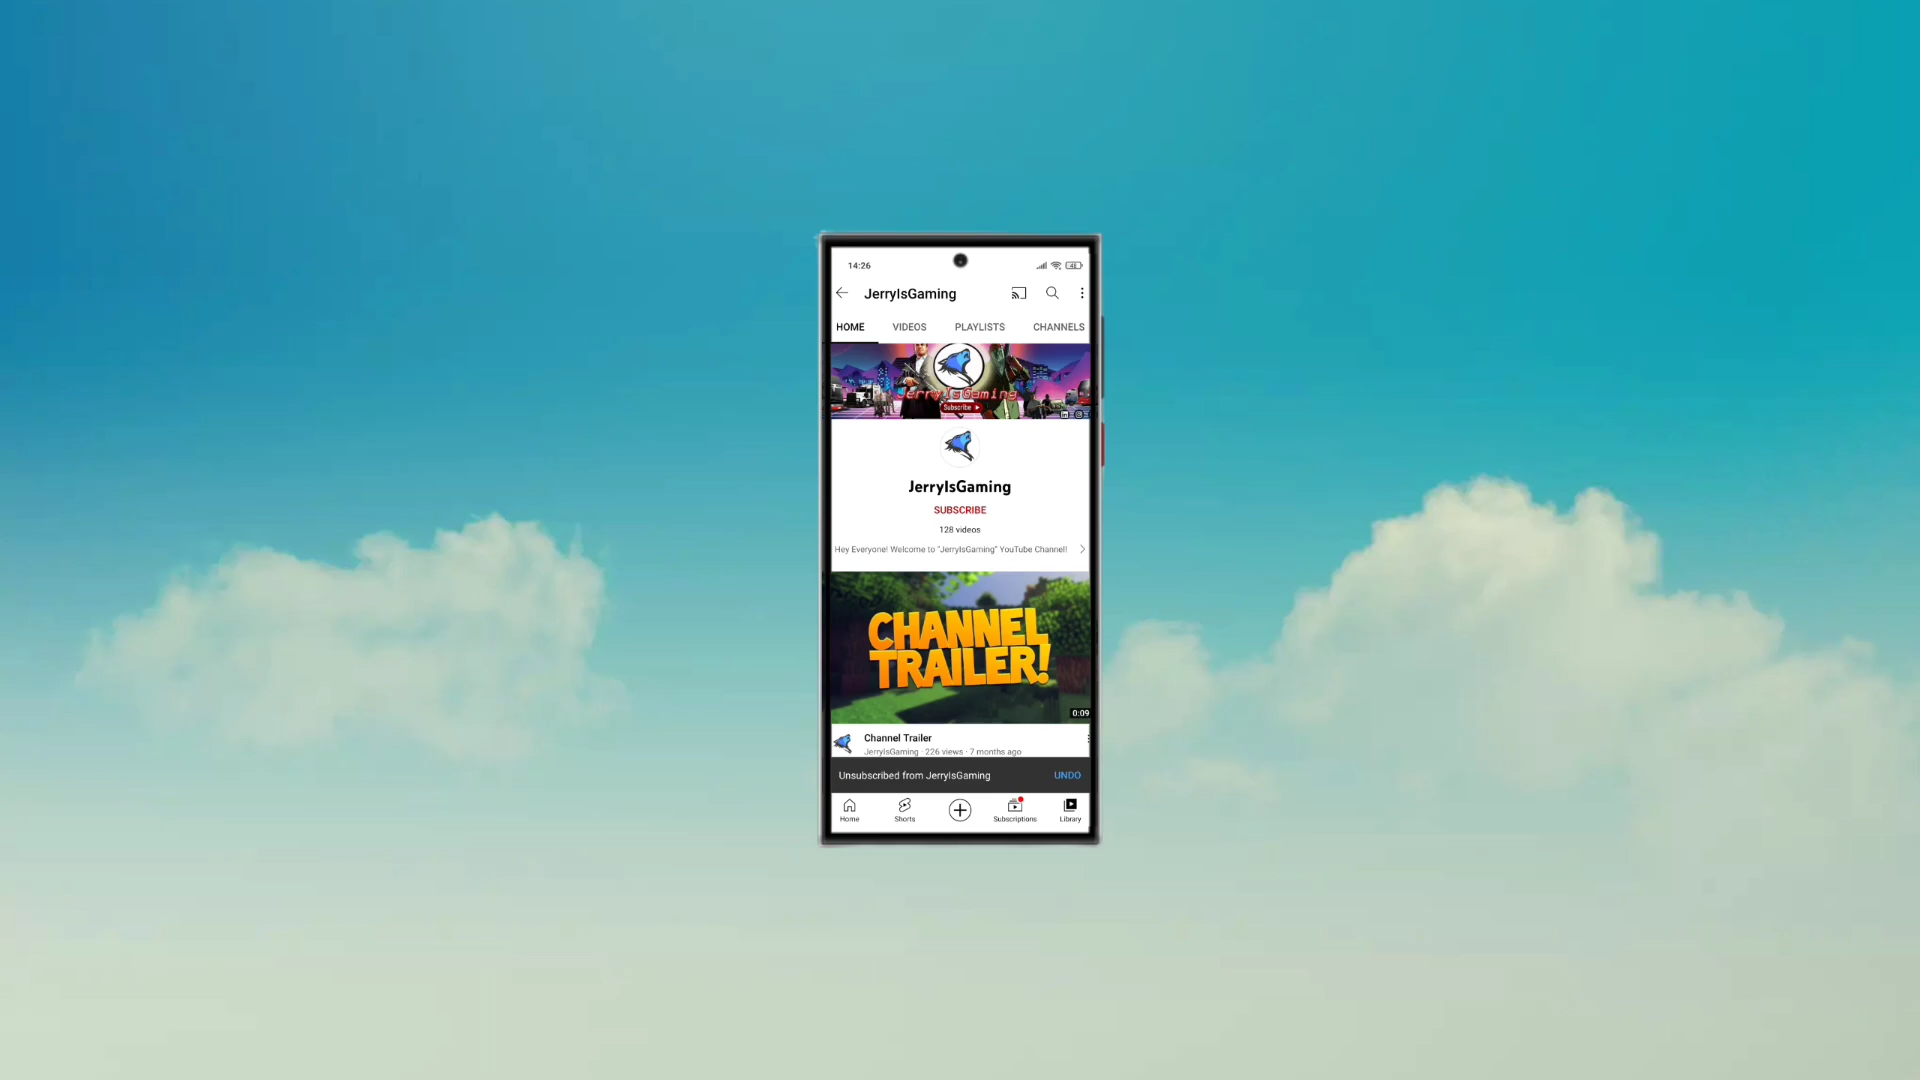 14:26
48
JerryIsGaming
HOME VIDEOS PLAYLISTS CHANNELS
JerryIsGaming
Subscribe
JerryIsGaming
SUBSCRIBE
128 videos
Hey Everyone! Welcome to "JerryIsGaming" YouTube Channel!
CHANNEL
TRAILER!
0:09
Channel Trailer
JerryIsGaming · 226 views · 7 months ago
Unsubscribed from JerryIsGaming UNDO
Home Shorts Subscriptions Library